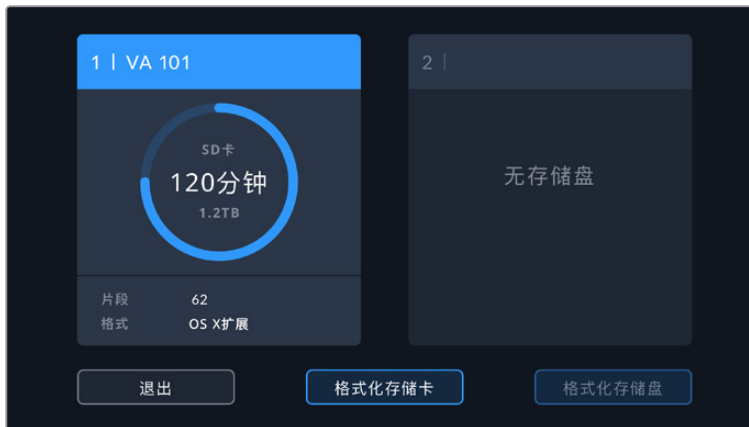 1 | VA 101
SD卡
120分钟
1.2TB
片段 62
格式 OS X扩展
2 |
无存储盘
退出
格式化存储卡
格式化存储盘